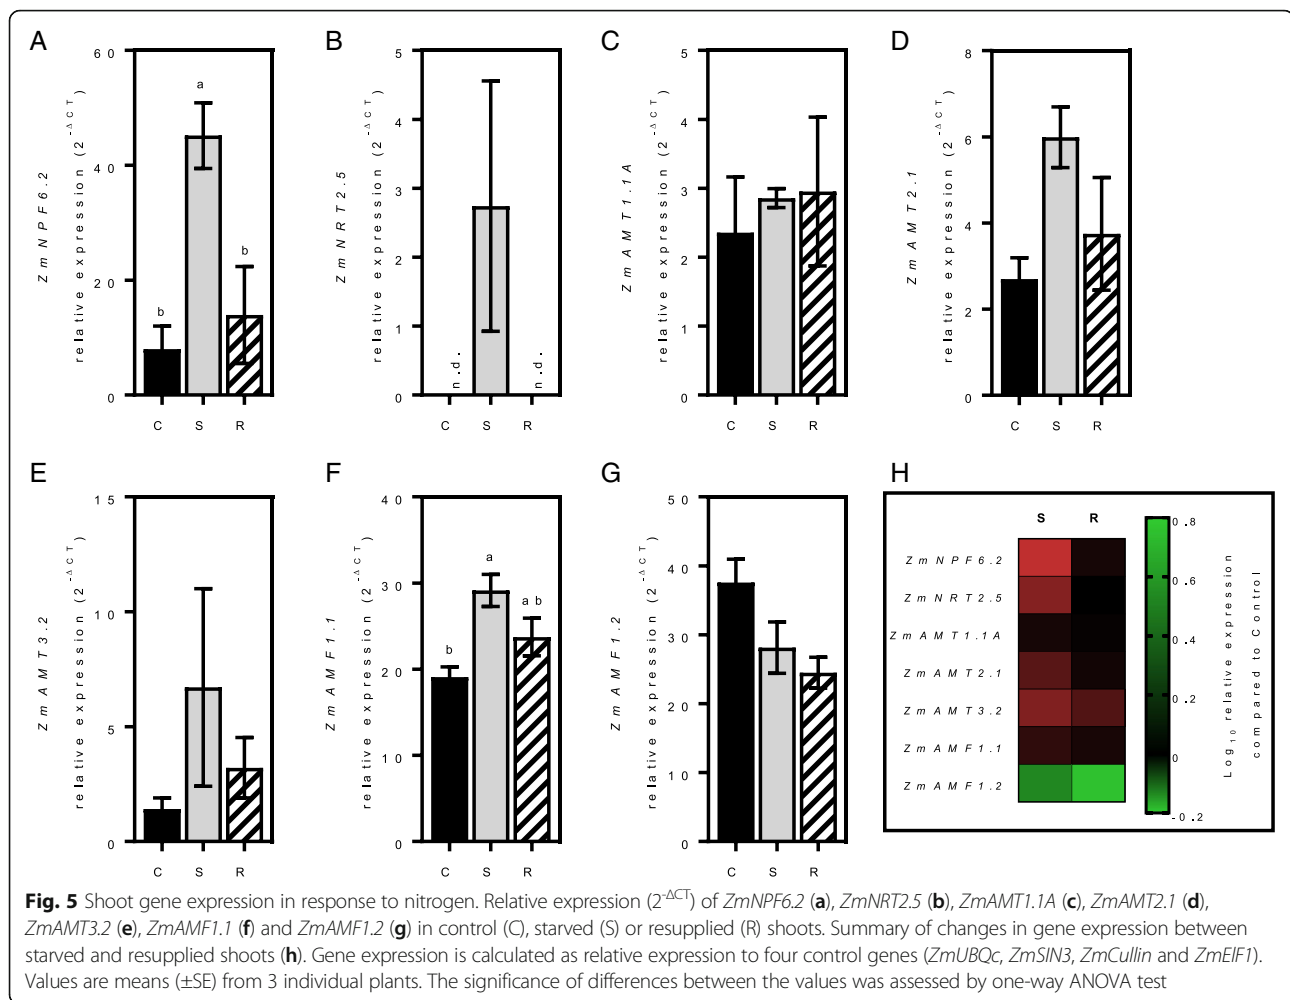 A
B
C
D
60
40
20
0
ZmNPF6.2
relative expression (2^-ΔCT)
a
b
b
C S R
5
4
3
2
1
0
ZmNRT2.5
relative expression (2^-ΔCT)
n.d.
n.d.
C S R
5
4
3
2
1
0
ZmAMT1.1A
relative expression (2^-ΔCT)
C S R
8
6
4
2
0
ZmAMT2.1
relative expression (2^-ΔCT)
C S R
E
F
G
H
15
10
5
0
ZmAMT3.2
relative expression (2^-ΔCT)
C S R
40
30
20
10
0
ZmAMF1.1
relative expression (2^-ΔCT)
b
a
ab
C S R
50
40
30
20
10
0
ZmAMF1.2
relative expression (2^-ΔCT)
C S R
S R
ZmNPF6.2
ZmNRT2.5
ZmAMT1.1A
ZmAMT2.1
ZmAMT3.2
ZmAMF1.1
ZmAMF1.2
0.8
0.6
0.4
0.2
0
-0.2
Log₁₀ relative expression
compared to Control
Fig. 5 Shoot gene expression in response to nitrogen. Relative expression (2^-ΔCT) of ZmNPF6.2 (a), ZmNRT2.5 (b), ZmAMT1.1A (c), ZmAMT2.1 (d),
ZmAMT3.2 (e), ZmAMF1.1 (f) and ZmAMF1.2 (g) in control (C), starved (S) or resupplied (R) shoots. Summary of changes in gene expression between
starved and resupplied shoots (h). Gene expression is calculated as relative expression to four control genes (ZmUBQc, ZmSIN3, ZmCullin and ZmElF1).
Values are means (±SE) from 3 individual plants. The significance of differences between the values was assessed by one-way ANOVA test